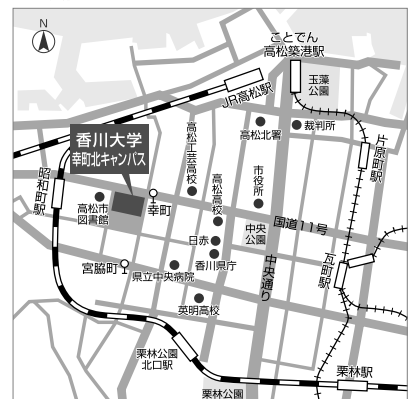 N
ことでん
高松築港駅
玉藻
公園
JR高松駅
香川大学
幸町北キャンパス
高松工芸高校
高松北署
裁判所
片原町駅
昭和町駅
高松市
図書館
幸町
高松高校
市役所
国道11号
日赤
中央
公園
香川県庁
宮脇町
県立中央病院
中央通り
瓦町駅
英明高校
栗林公園
北口駅
栗林駅
栗林公園